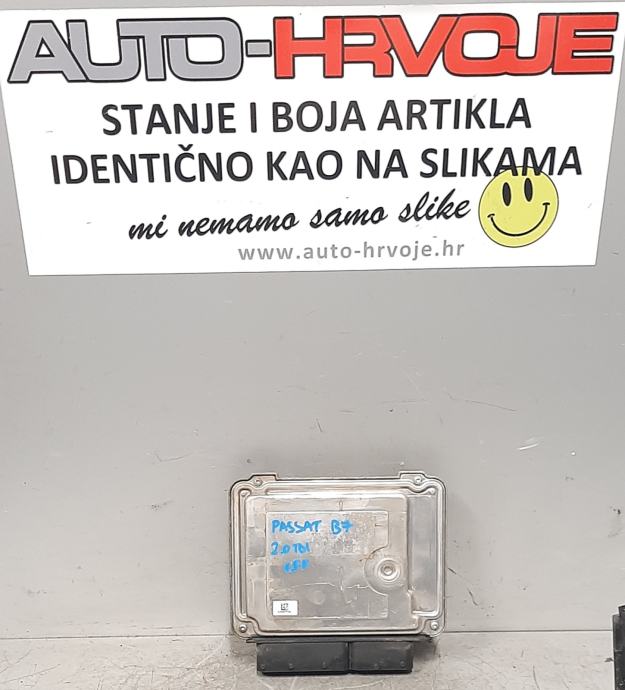 AUTO-HRVOJE
STANJE I BOJA ARTIKLA
IDENTIČNO KAO NA SLIKAMA
mi nemamo samo slike
www.auto-hrvoje.hr
PASSAT B7
2.0 TDI